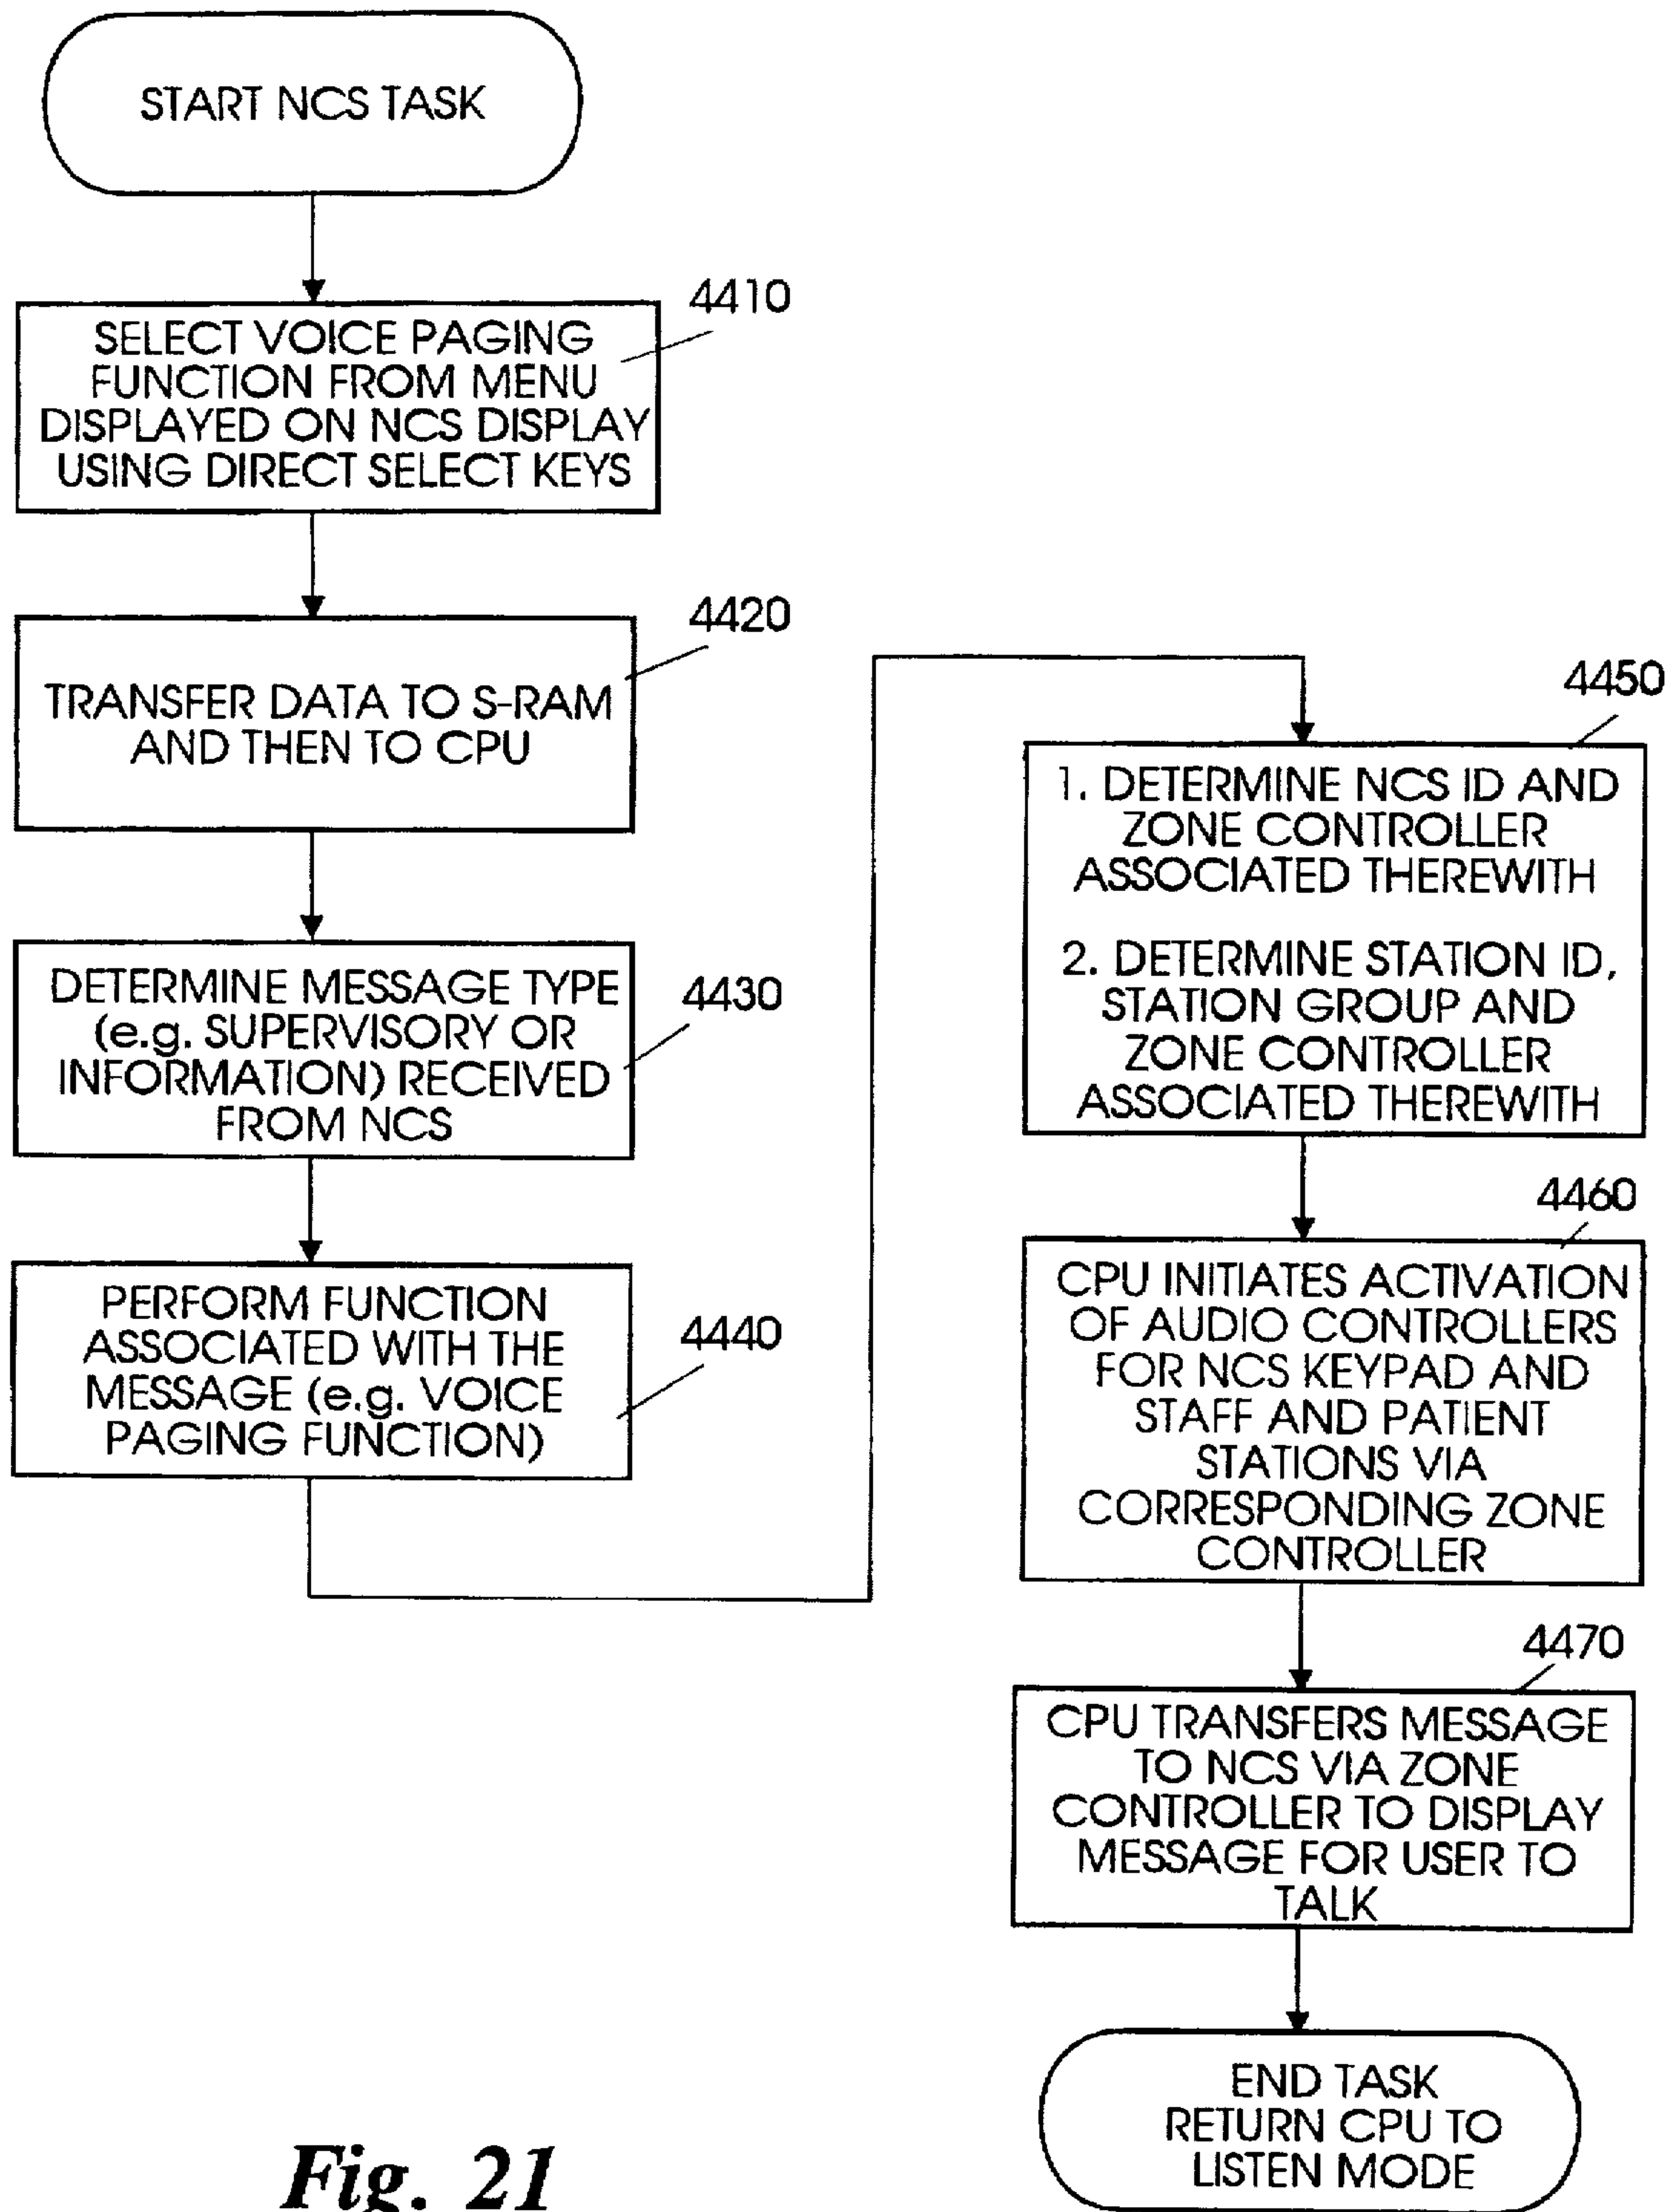 START NCS TASK
4410
SELECT VOICE PAGING
FUNCTION FROM MENU
DISPLAYED ON NCS DISPLAY
USING DIRECT SELECT KEYS
4420
TRANSFER DATA TO S-RAM
AND THEN TO CPU
4430
DETERMINE MESSAGE TYPE
(e.g. SUPERVISORY OR
INFORMATION) RECEIVED
FROM NCS
4440
PERFORM FUNCTION
ASSOCIATED WITH THE
MESSAGE (e.g. VOICE
PAGING FUNCTION)
4450
1. DETERMINE NCS ID AND
ZONE CONTROLLER
ASSOCIATED THEREWITH
2. DETERMINE STATION ID,
STATION GROUP AND
ZONE CONTROLLER
ASSOCIATED THEREWITH
4460
CPU INITIATES ACTIVATION
OF AUDIO CONTROLLERS
FOR NCS KEYPAD AND
STAFF AND PATIENT
STATIONS VIA
CORRESPONDING ZONE
CONTROLLER
4470
CPU TRANSFERS MESSAGE
TO NCS VIA ZONE
CONTROLLER TO DISPLAY
MESSAGE FOR USER TO
TALK
END TASK
RETURN CPU TO
LISTEN MODE
Fig. 21